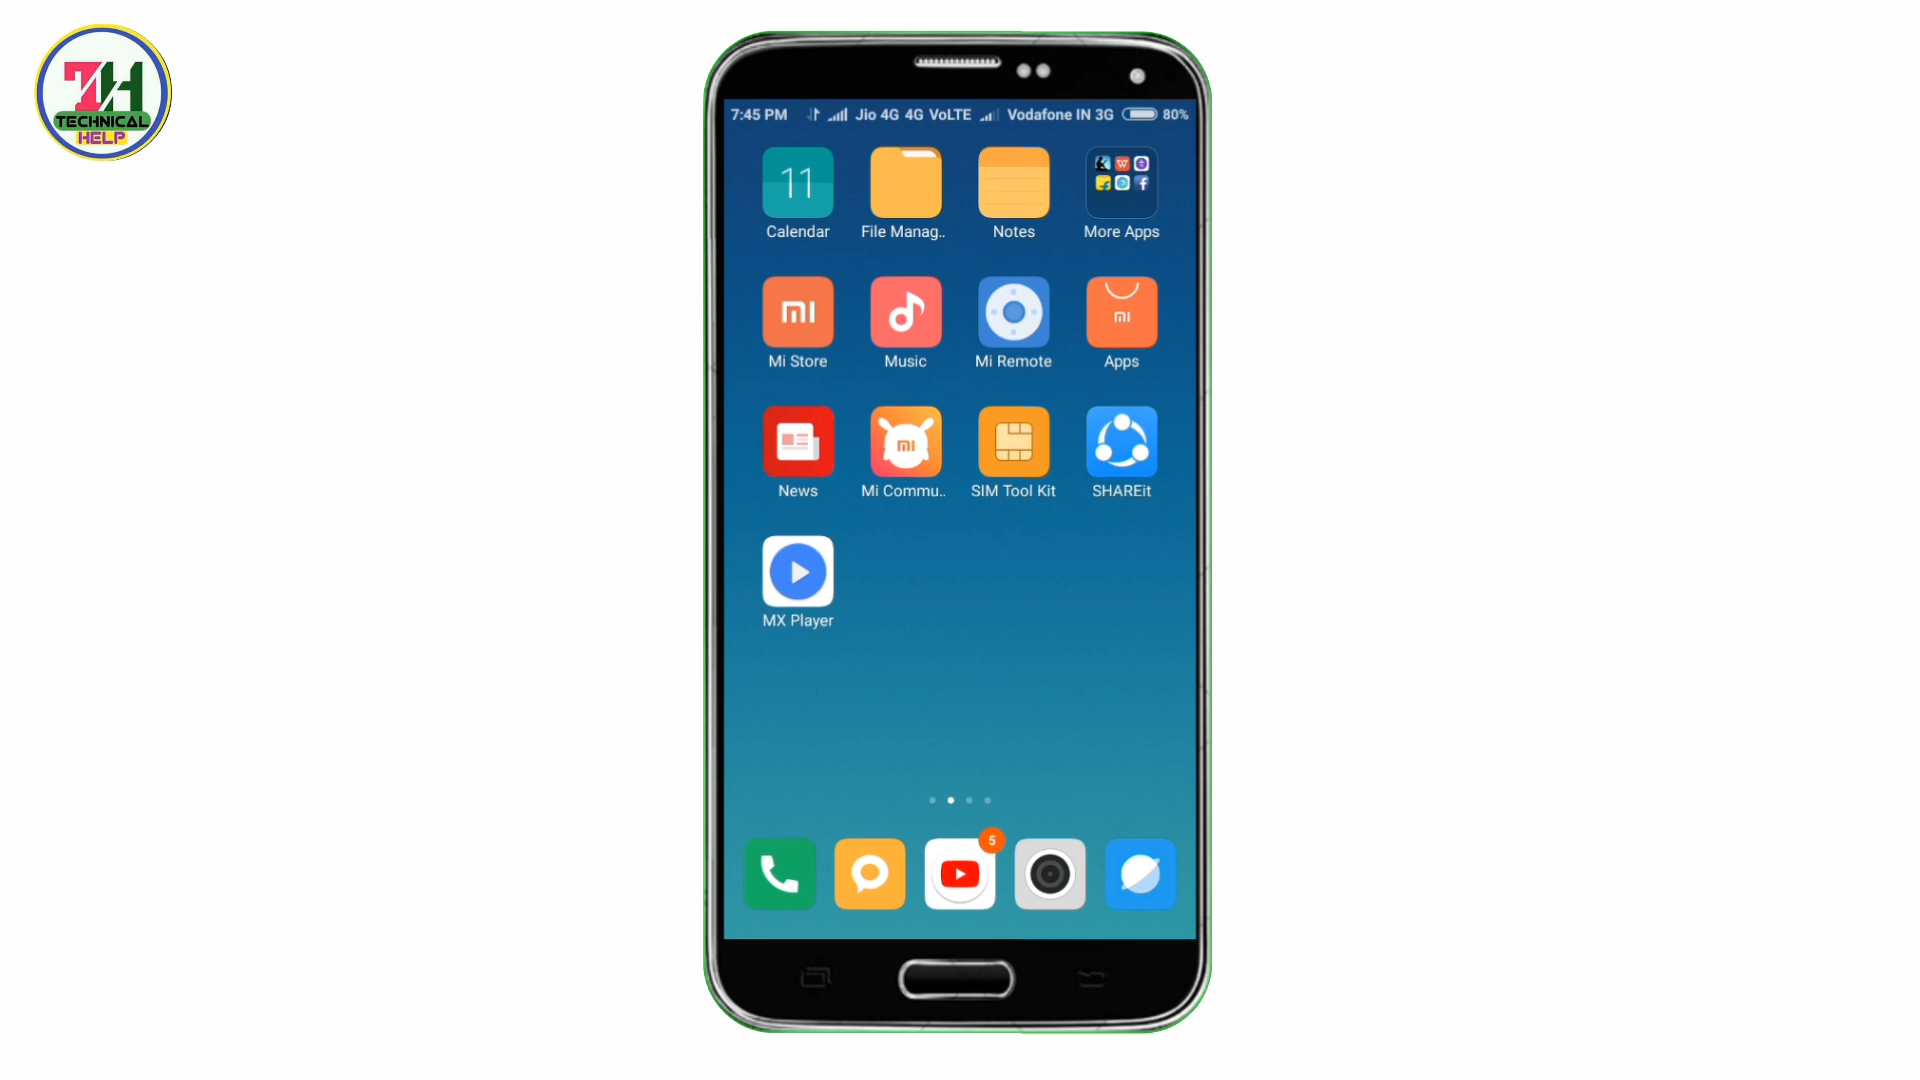 TH
TECHNICAL
HELP
7:45 PM Jio 4G 4G VoLTE Vodafone IN 3G 80%
11
Calendar File Manag.. Notes More Apps
Mi Store Music Mi Remote Apps
News Mi Commu.. SIM Tool Kit SHAREit
MX Player
5